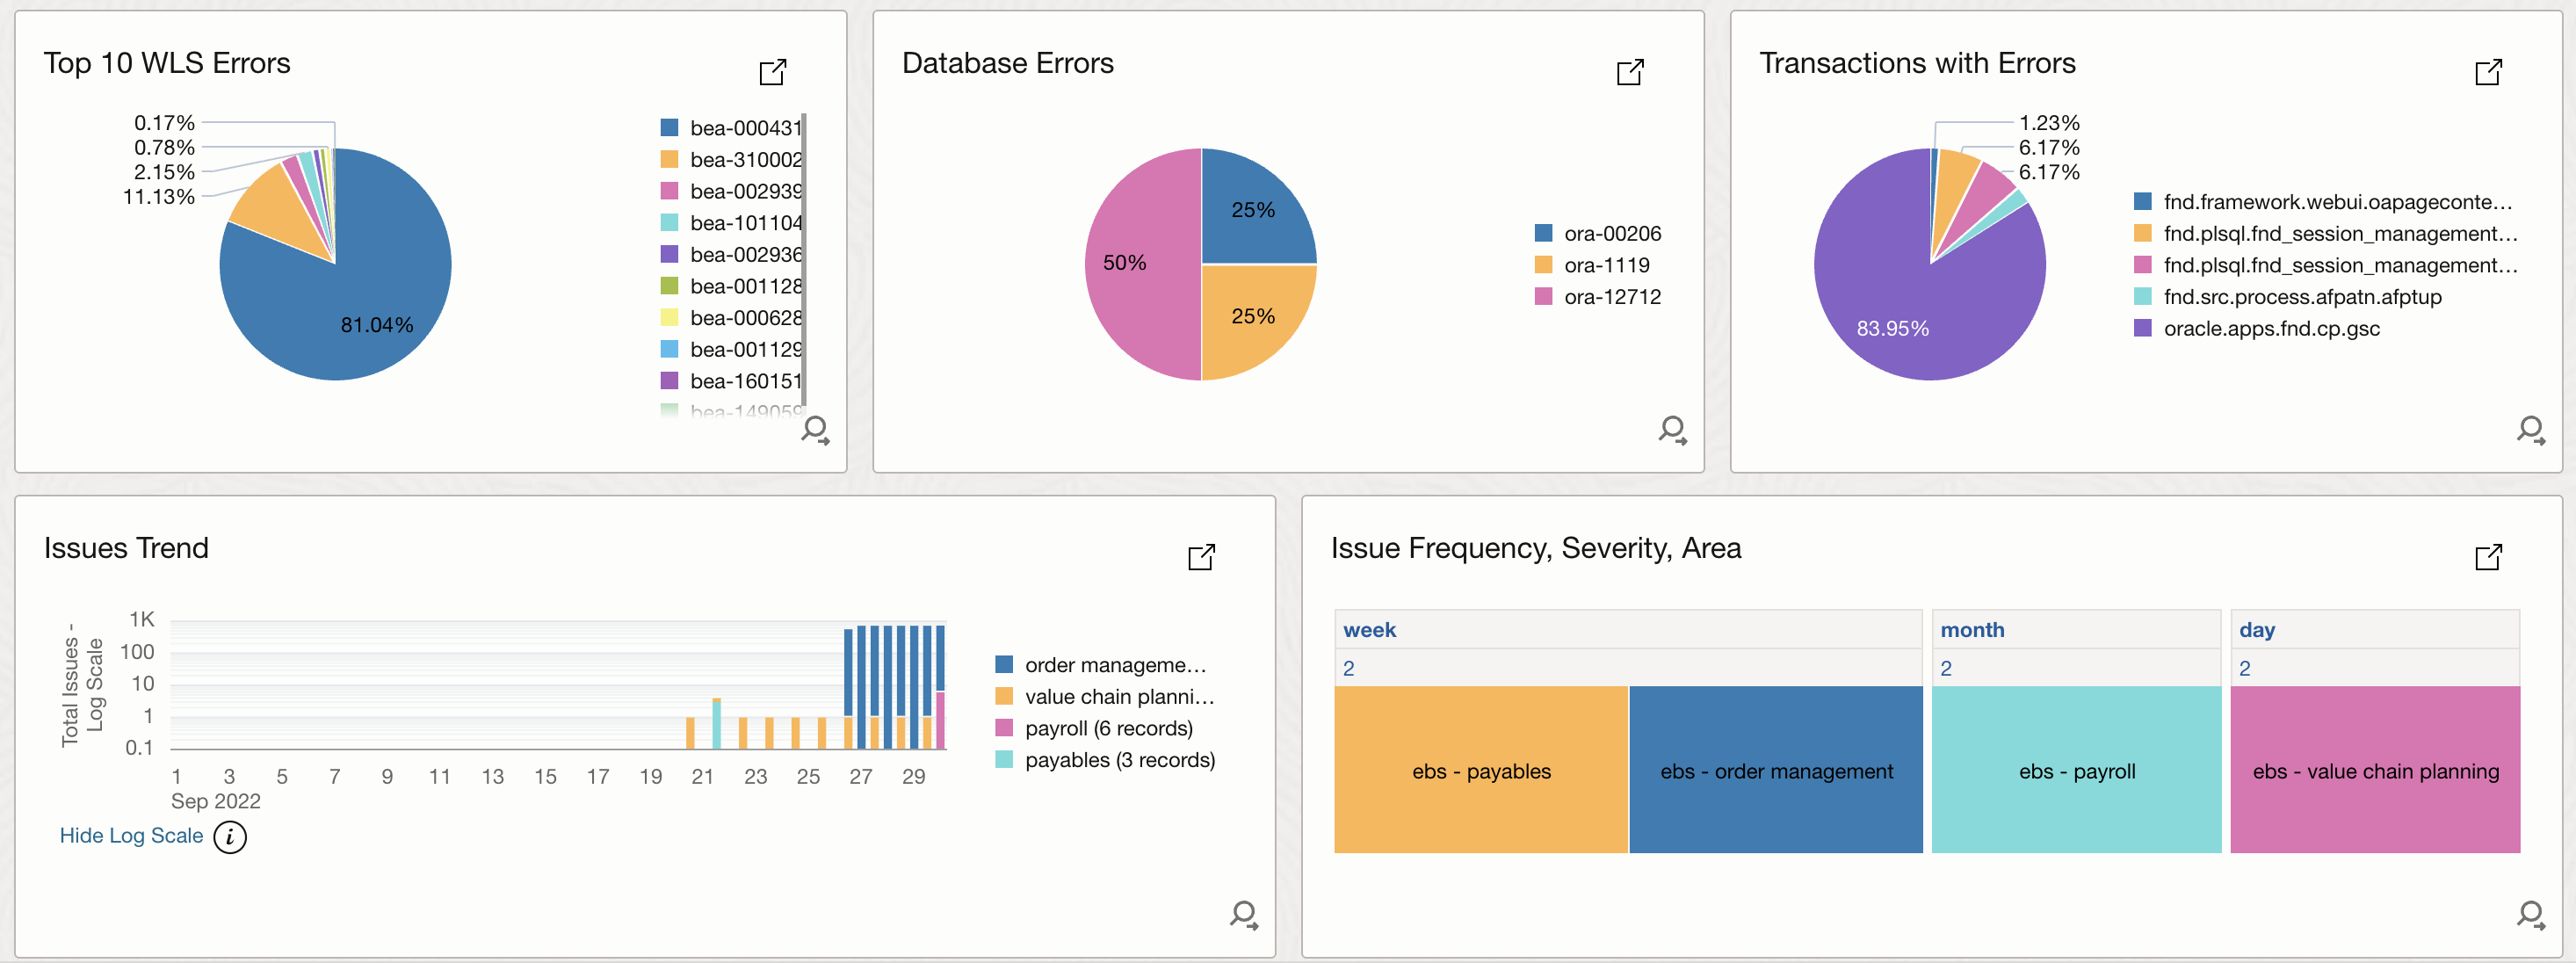 Top 10 WLS Errors
0.17%
0.78%
2.15%
11.13%
81.04%
bea-000431
bea-310002
bea-002939
bea-101104
bea-002936
bea-001128
bea-000628
bea-001129
bea-160151
bea-149059
Database Errors
25%
50%
25%
ora-00206
ora-1119
ora-12712
Transactions with Errors
1.23%
6.17%
6.17%
83.95%
fnd.framework.webui.oapageconte...
fnd.plsql.fnd_session_management...
fnd.plsql.fnd_session_management...
fnd.src.process.afpatn.afptup
oracle.apps.fnd.cp.gsc
Issues Trend
Total Issues -
Log Scale
1K
100
10
1
0.1
1 3 5 7 9 11 13 15 17 19 21 23 25 27 29
Sep 2022
order manageme...
value chain planni...
payroll (6 records)
payables (3 records)
Hide Log Scale i
Issue Frequency, Severity, Area
week month day
2 2 2
ebs - payables ebs - order management ebs - payroll ebs - value chain planning